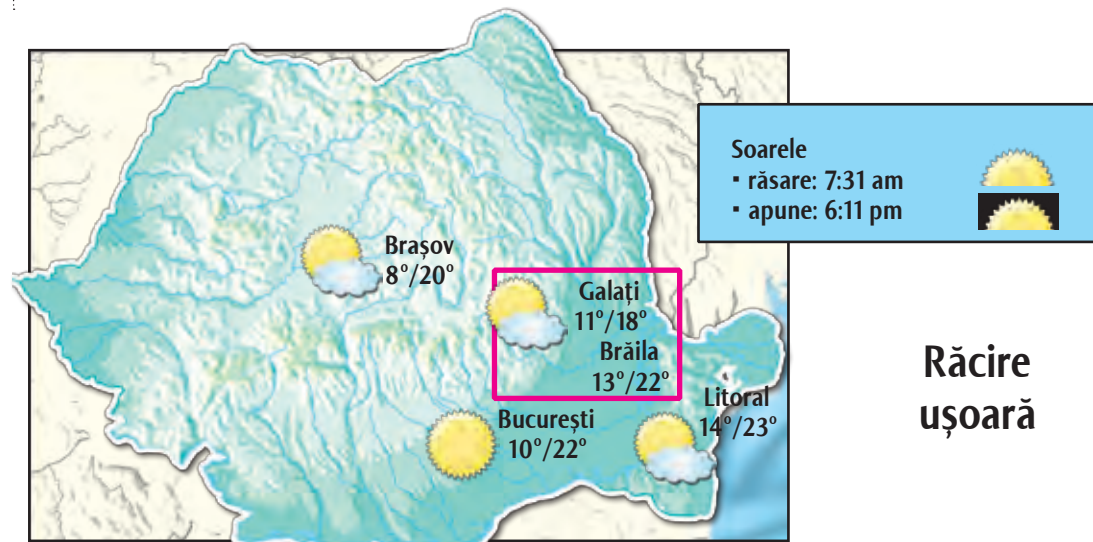 Soarele
▪ răsare: 7:31 am
▪ apune: 6:11 pm
Brașov
8°/20°
Galați
11°/18°
Brăila
13°/22°
Litoral
14°/23°
București
10°/22°
Răcire
ușoară